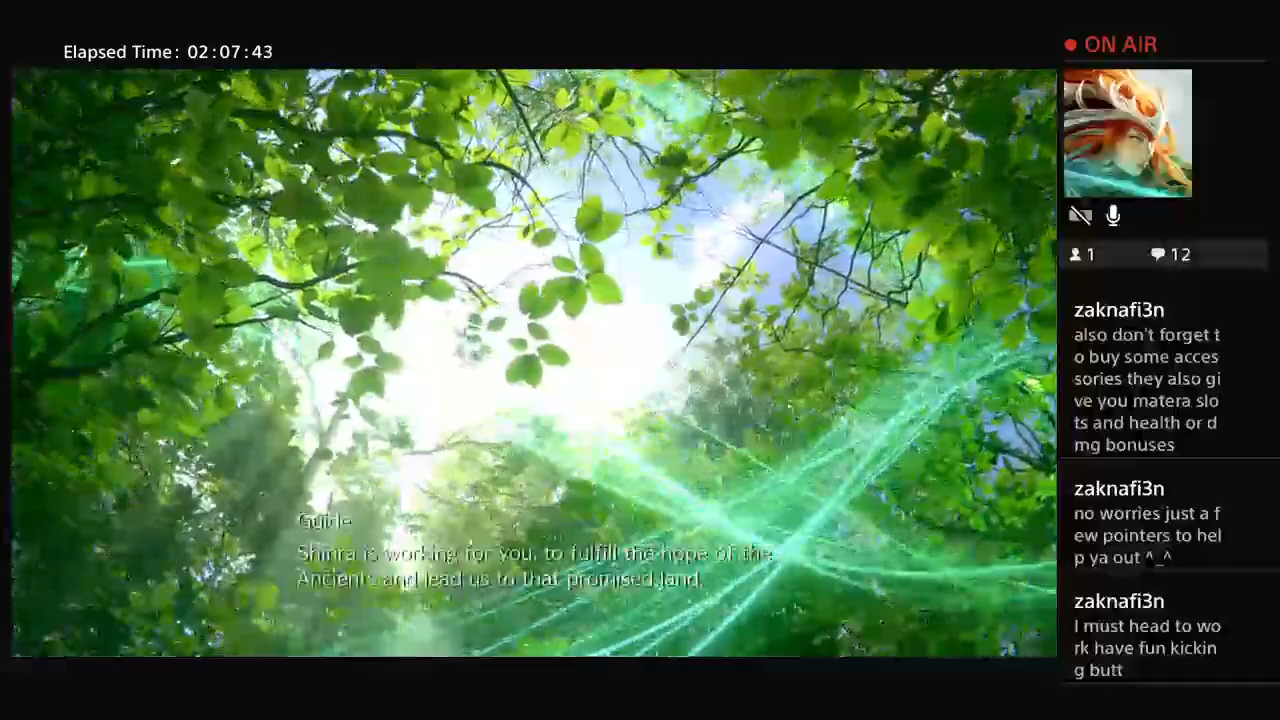 Elapsed Time: 02:07:43
ON AIR
1 12
zaknafi3n
also don't forget t
o buy some acces
sories they also gi
ve you matera slo
ts and health or d
mg bonuses
zaknafi3n
no worries just a f
ew pointers to hel
p ya out ^_^
zaknafi3n
I must head to wo
rk have fun kickin
g butt
Guide
Shinra is working for you, to fulfill the hope of the
Ancients and lead us to that promised land.